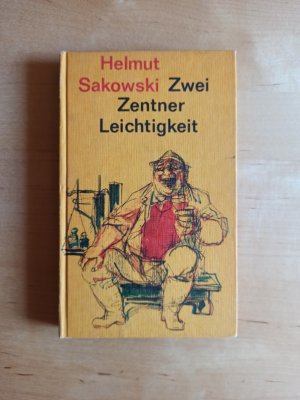 Helmut
Sakowski Zwei
Zentner
Leichtigkeit